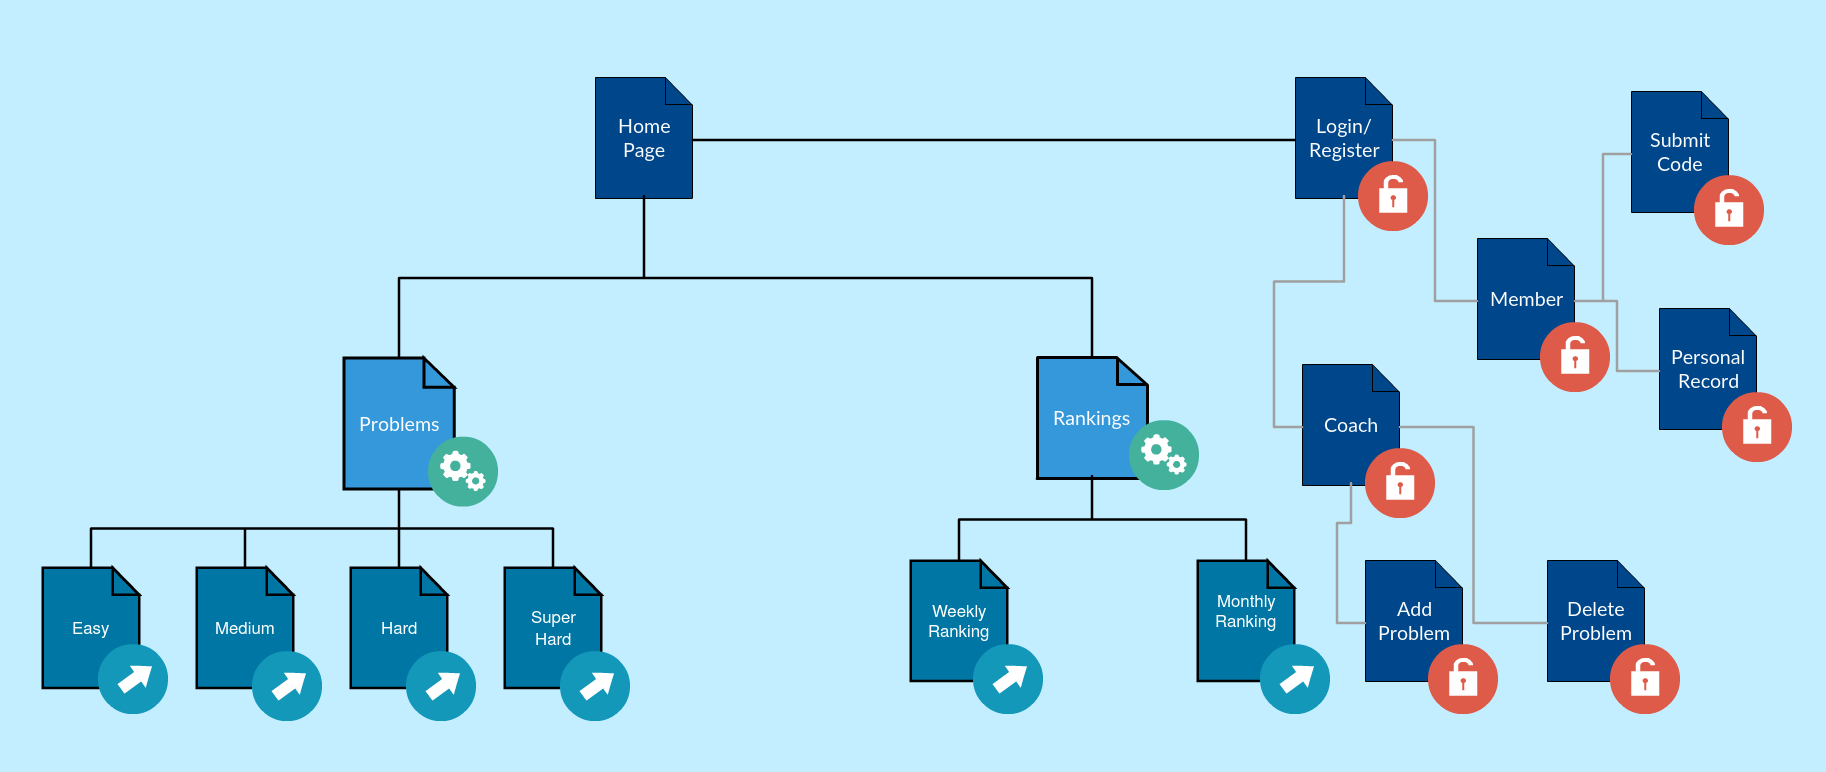 Home
Page
Login/
Register
Submit
Code
Member
Personal
Record
Problems
Rankings
Coach
Easy
Medium
Hard
Super
Hard
Weekly
Ranking
Monthly
Ranking
Add
Problem
Delete
Problem